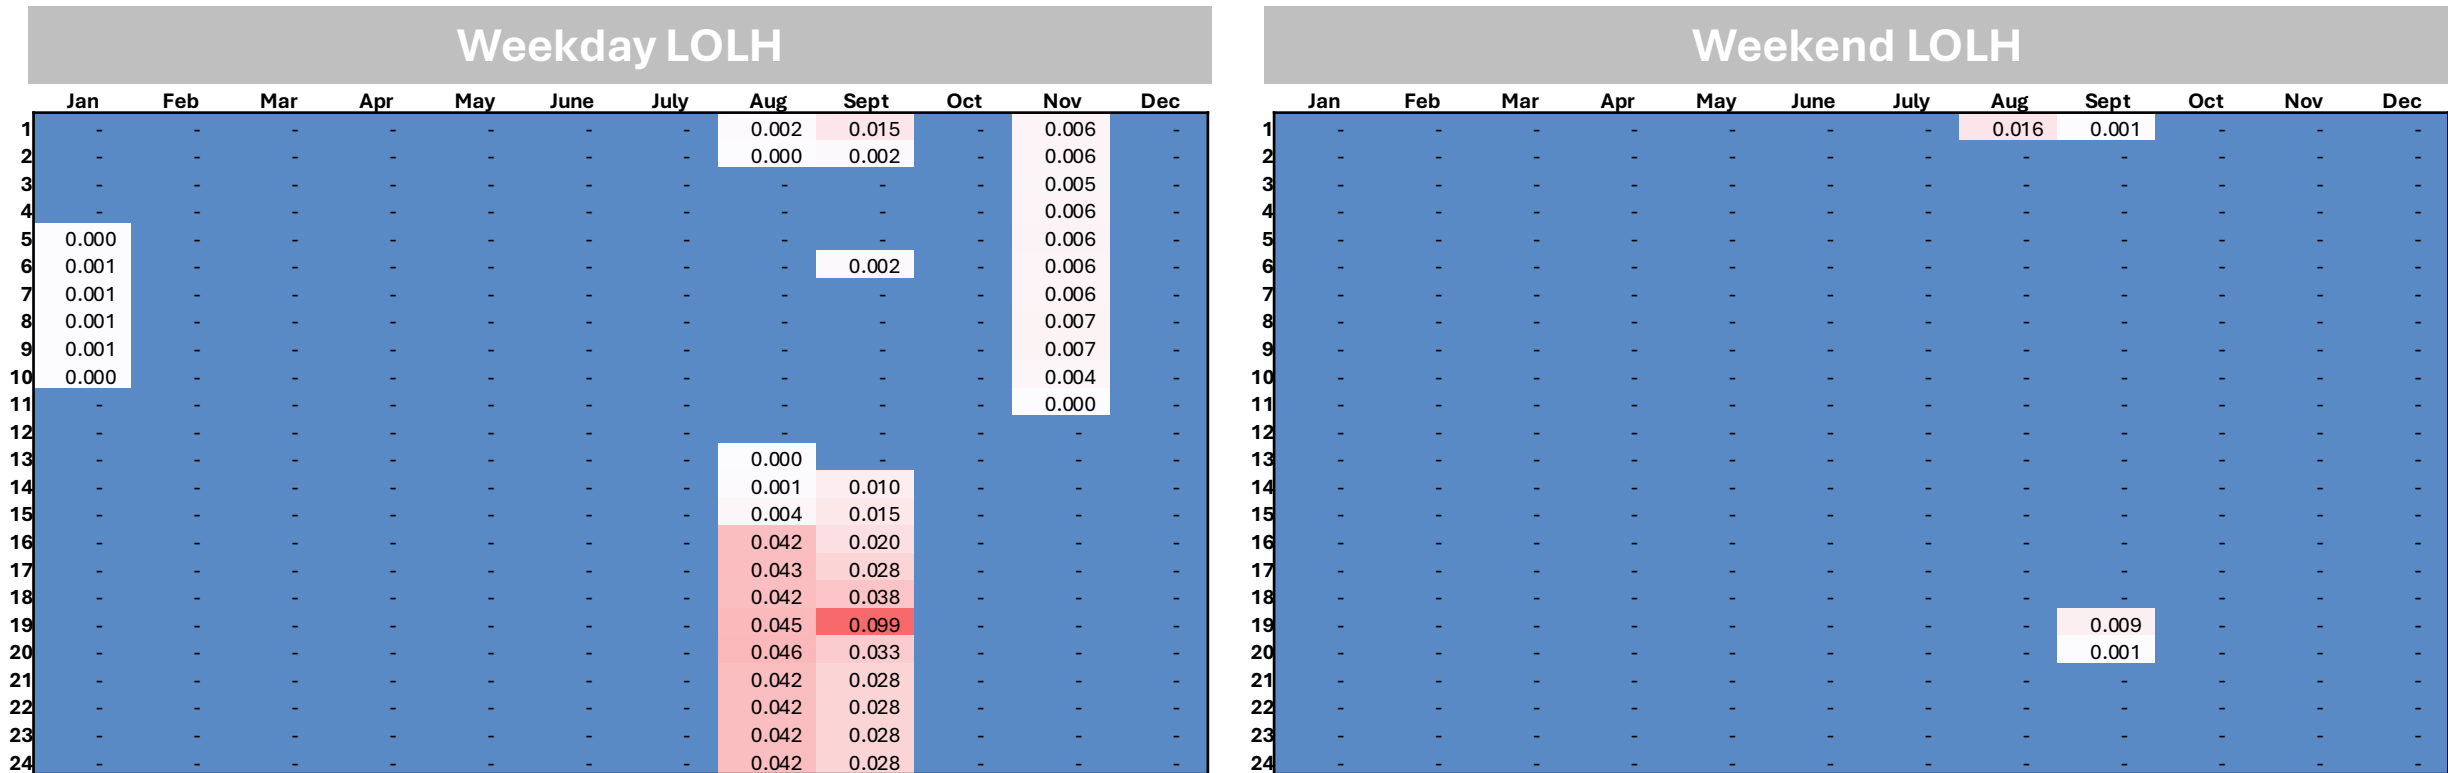 Weekday LOLH Weekend LOLH
Jan Feb Mar Apr May June July Aug Sept Oct Nov Dec Jan Feb Mar Apr May June July Aug Sept Oct Nov Dec
1 - - - - - - - 0.002 0.015 - 0.006 - 1 - - - - - - - 0.016 0.001 - - -
2 - - - - - - - 0.000 0.002 - 0.006 - 2 - - - - - - - - - - - -
3 - - - - - - - - - - 0.005 - 3 - - - - - - - - - - - -
4 - - - - - - - - - - 0.006 - 4 - - - - - - - - - - - -
5 0.000 - - - - - - - - - 0.006 - 5 - - - - - - - - - - - -
6 0.001 - - - - - - - 0.002 - 0.006 - 6 - - - - - - - - - - - -
7 0.001 - - - - - - - - - 0.006 - 7 - - - - - - - - - - - -
8 0.001 - - - - - - - - - 0.007 - 8 - - - - - - - - - - - -
9 0.001 - - - - - - - - - 0.007 - 9 - - - - - - - - - - - -
10 0.000 - - - - - - - - - 0.004 - 10 - - - - - - - - - - - -
11 - - - - - - - - - - 0.000 - 11 - - - - - - - - - - - -
12 - - - - - - - - - - - - 12 - - - - - - - - - - - -
13 - - - - - - - 0.000 - - - - 13 - - - - - - - - - - - -
14 - - - - - - - 0.001 0.010 - - - 14 - - - - - - - - - - - -
15 - - - - - - - 0.004 0.015 - - - 15 - - - - - - - - - - - -
16 - - - - - - - 0.042 0.020 - - - 16 - - - - - - - - - - - -
17 - - - - - - - 0.043 0.028 - - - 17 - - - - - - - - - - - -
18 - - - - - - - 0.042 0.038 - - - 18 - - - - - - - - - - - -
19 - - - - - - - 0.045 0.099 - - - 19 - - - - - - - - 0.009 - - -
20 - - - - - - - 0.046 0.033 - - - 20 - - - - - - - - 0.001 - - -
21 - - - - - - - 0.042 0.028 - - - 21 - - - - - - - - - - - -
22 - - - - - - - 0.042 0.028 - - - 22 - - - - - - - - - - - -
23 - - - - - - - 0.042 0.028 - - - 23 - - - - - - - - - - - -
24 - - - - - - - 0.042 0.028 - - - 24 - - - - - - - - - - - -